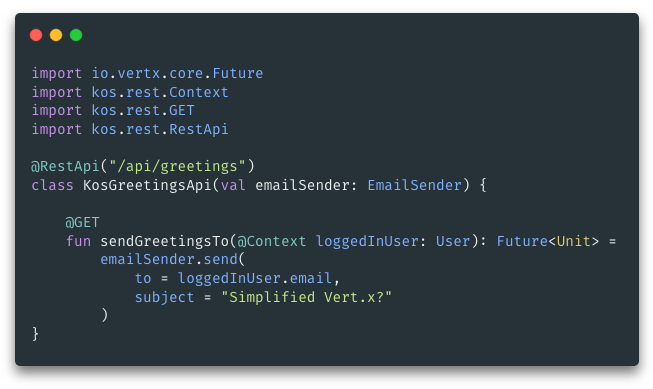 import io.vertx.core.Future
import kos.rest.Context
import kos.rest.GET
import kos.rest.RestApi

@RestApi("/api/greetings")
class KosGreetingsApi(val emailSender: EmailSender) {

    @GET
    fun sendGreetingsTo(@Context loggedInUser: User): Future<Unit> =
        emailSender.send(
            to = loggedInUser.email,
            subject = "Simplified Vert.x?"
        )
}